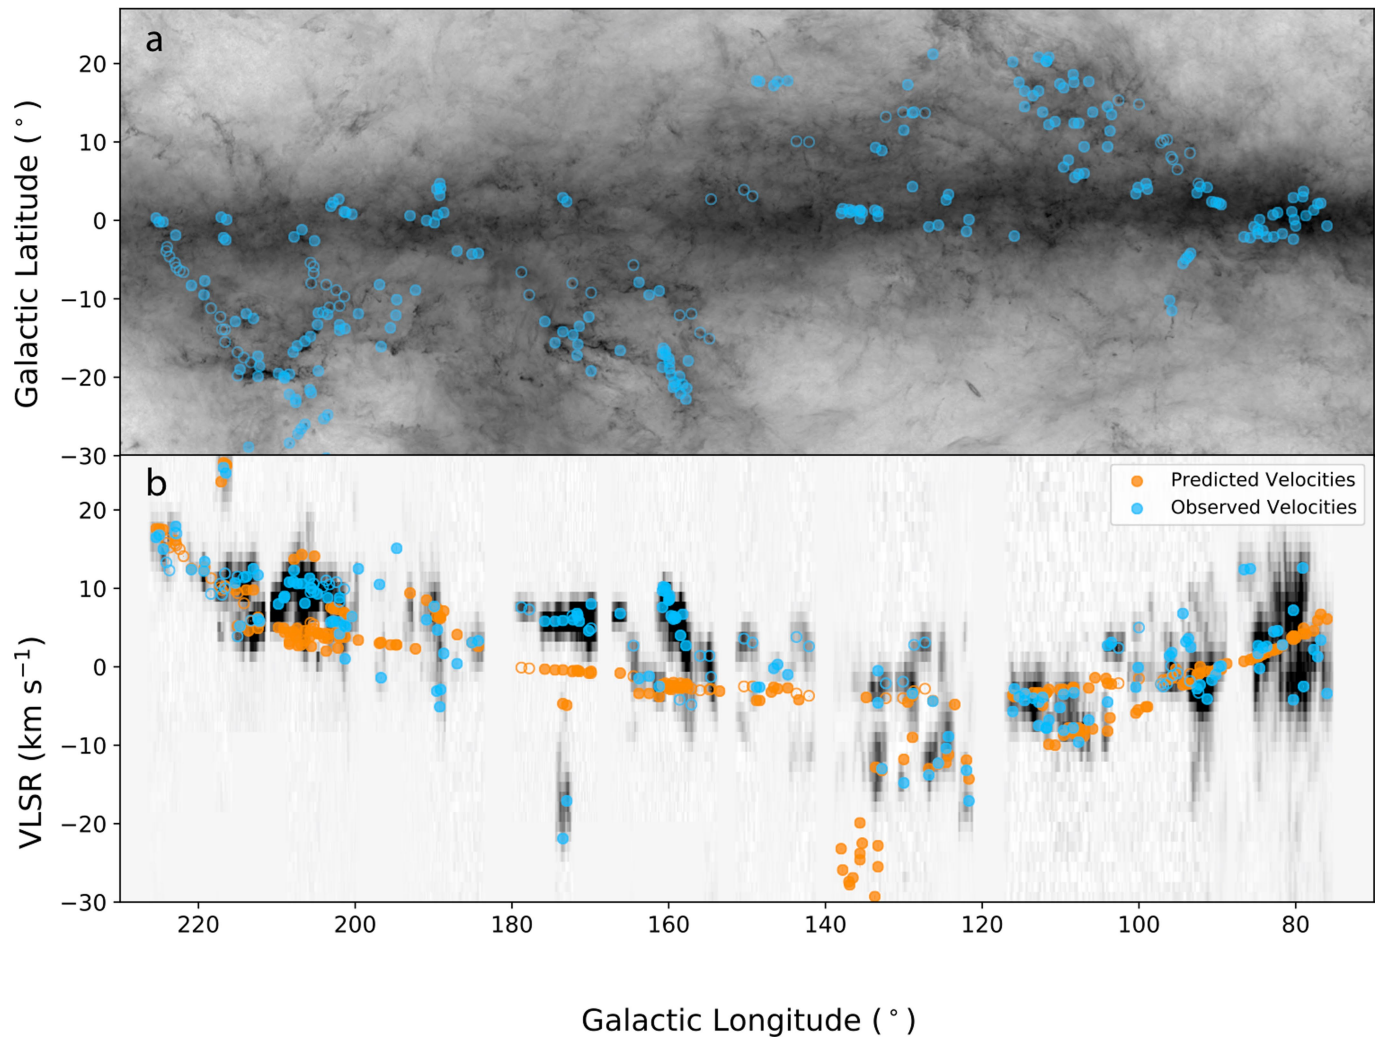 a
20
10
0
−10
−20
−30
Galactic Latitude (°)
b
Predicted Velocities
Observed Velocities
20
10
0
−10
−20
−30
VLSR (km s⁻¹)
220 200 180 160 140 120 100 80
Galactic Longitude (°)